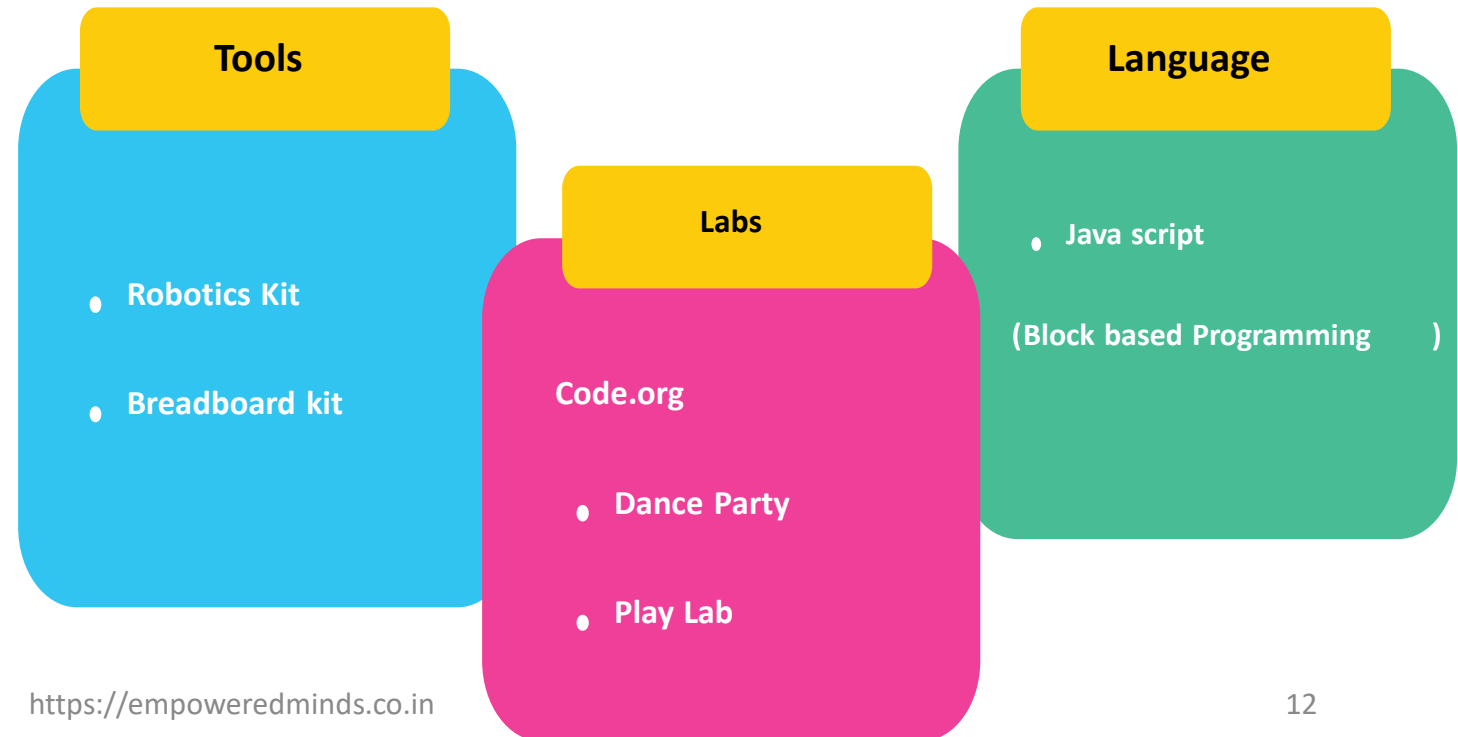 Tools
• Robotics Kit
• Breadboard kit
Labs
Code.org
• Dance Party
• Play Lab
Language
• Java script
(Block based Programming )
https://empoweredminds.co.in
12